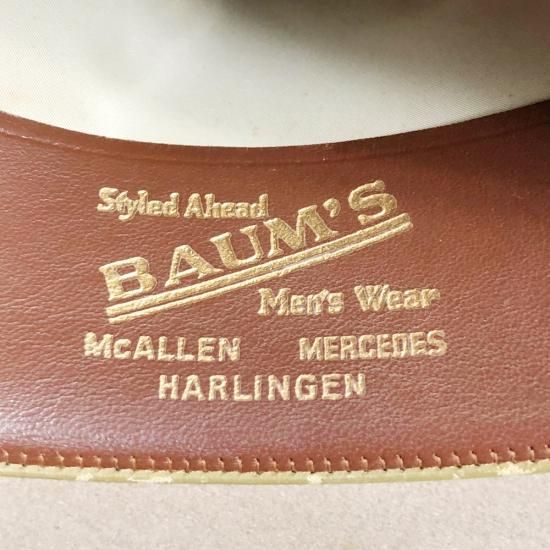 Styled Ahead
BAUM'S
Men's Wear
McALLEN MERCEDES
HARLINGEN